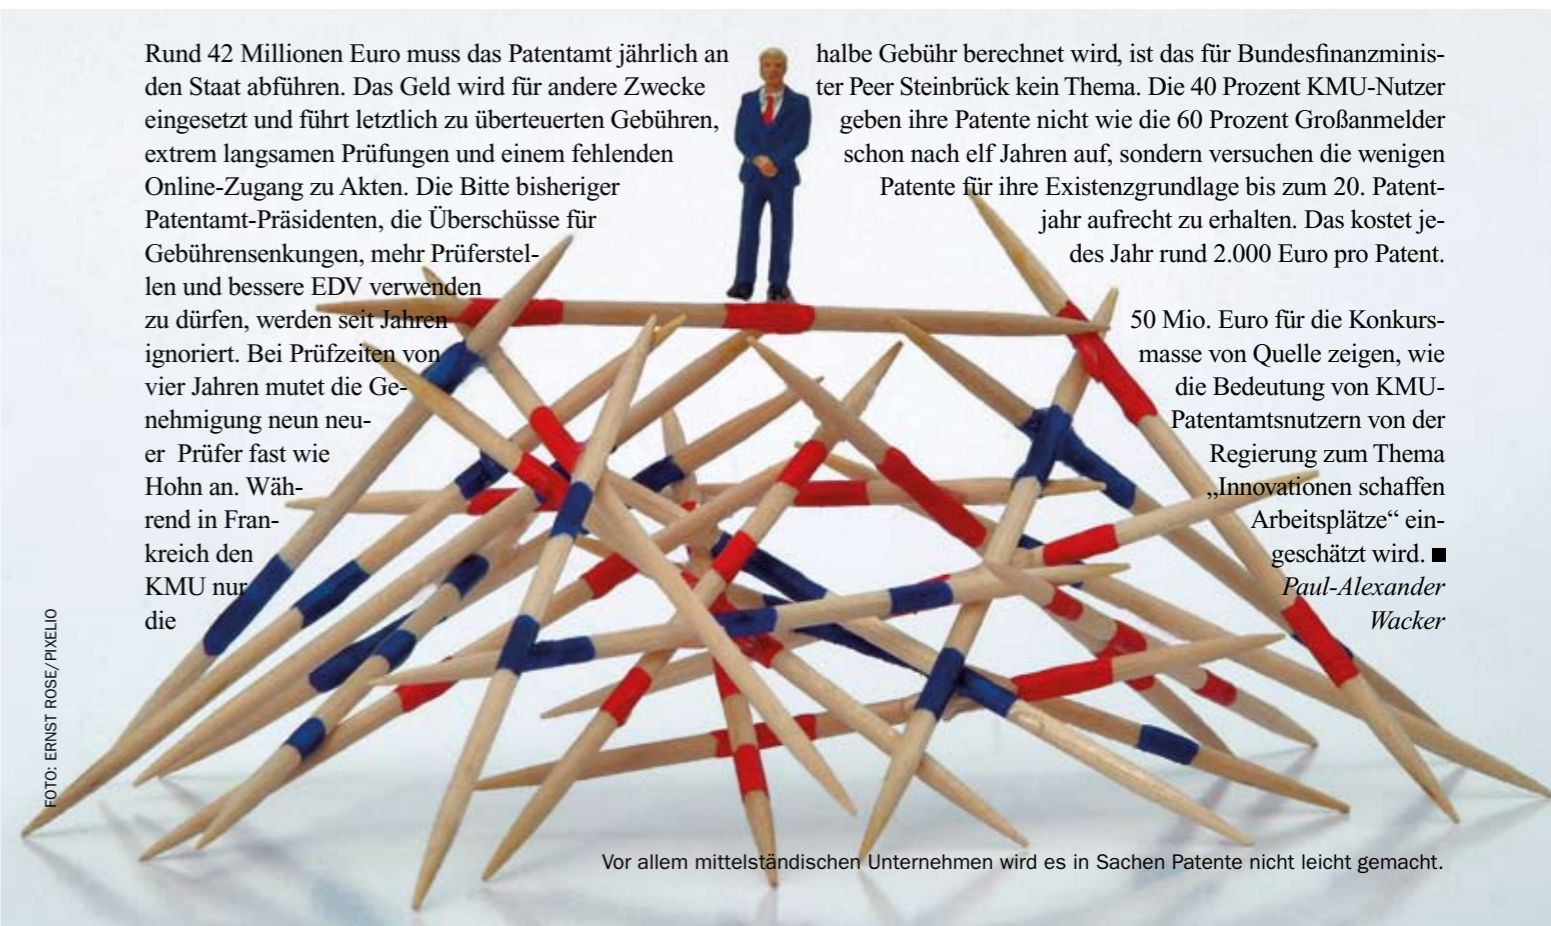 Rund 42 Millionen Euro muss das Patentamt jährlich an
den Staat abführen. Das Geld wird für andere Zwecke
eingesetzt und führt letztlich zu überteuerten Gebühren,
extrem langsamen Prüfungen und einem fehlenden
Online-Zugang zu Akten. Die Bitte bisheriger
Patentamt-Präsidenten, die Überschüsse für
Gebührensenkungen, mehr Prüferstel-
len und bessere EDV verwenden
zu dürfen, werden seit Jahren
ignoriert. Bei Prüfzeiten von
vier Jahren mutet die Ge-
nehmigung neun neu-
er Prüfer fast wie
Hohn an. Wäh-
rend in Fran-
kreich den
KMU nur
die
halbe Gebühr berechnet wird, ist das für Bundesfinanzminis-
ter Peer Steinbrück kein Thema. Die 40 Prozent KMU-Nutzer
geben ihre Patente nicht wie die 60 Prozent Großanmelder
schon nach elf Jahren auf, sondern versuchen die wenigen
Patente für ihre Existenzgrundlage bis zum 20. Patent-
jahr aufrecht zu erhalten. Das kostet je-
des Jahr rund 2.000 Euro pro Patent.
50 Mio. Euro für die Konkurs-
masse von Quelle zeigen, wie
die Bedeutung von KMU-
Patentamtsnutzern von der
Regierung zum Thema
„Innovationen schaffen
Arbeitsplätze“ ein-
geschätzt wird. ■
Paul-Alexander
Wacker
FOTO: ERNST ROSE/PIXELIO
Vor allem mittelständischen Unternehmen wird es in Sachen Patente nicht leicht gemacht.